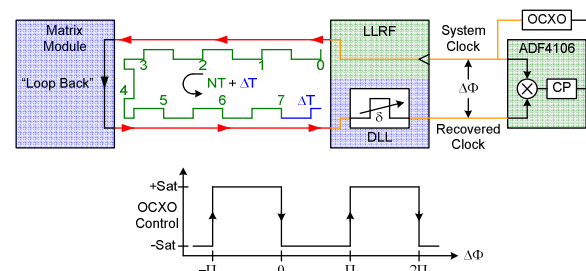 Matrix Module
"Loop Back"
LLRF
System Clock
OCXO
ADF4106
3
2
1
0
NT + ΔT
4
5
6
7
ΔT
δ
DLL
ΔΦ
CP
Recovered Clock
+Sat
OCXO Control
-Sat
0
ΔΦ